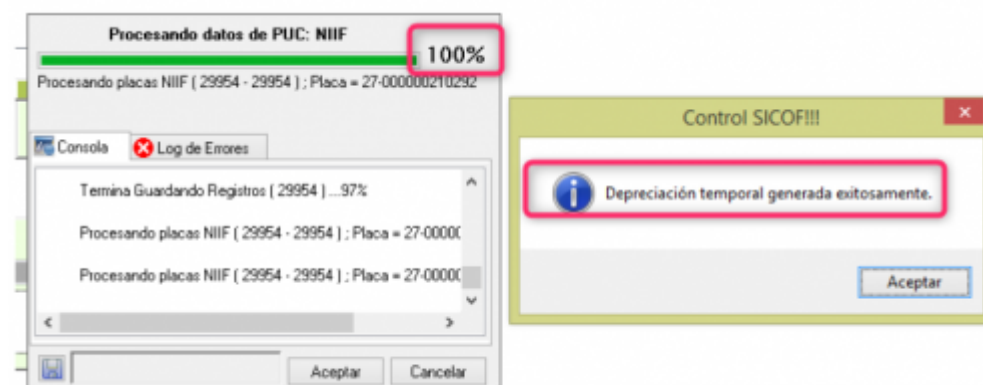 Procesando datos de PUC: NIIF
100%
Procesando placas NIIF ( 29954 - 29954 ) ; Placa = 27-000000210292
Consola
Log de Errores
Termina Guardando Registros ( 29954 ) ...97%
Procesando placas NIIF ( 29954 - 29954 ) ; Placa = 27-00000
Procesando placas NIIF ( 29954 - 29954 ) ; Placa = 27-00000
Aceptar
Cancelar
Control SICOF!!!
Depreciación temporal generada exitosamente.
Aceptar